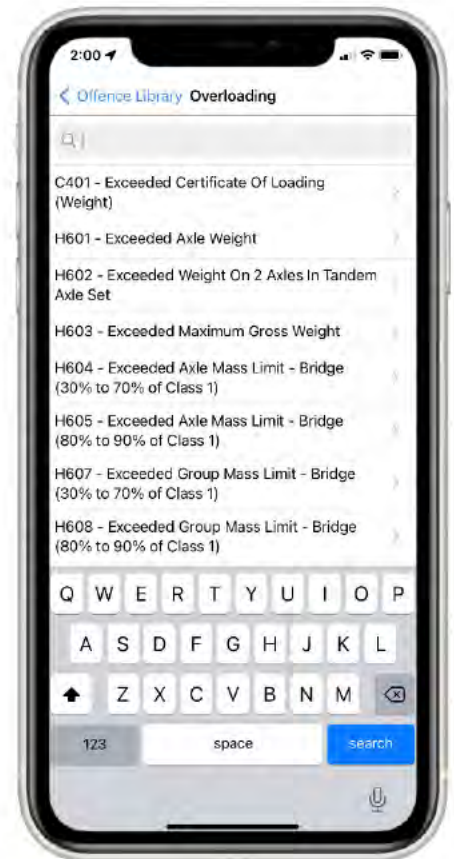 2:00
Offence Library Overloading
C401 - Exceeded Certificate Of Loading
(Weight)
H601 - Exceeded Axle Weight
H602 - Exceeded Weight On 2 Axles In Tandem
Axle Set
H603 - Exceeded Maximum Gross Weight
H604 - Exceeded Axle Mass Limit - Bridge
(30% to 70% of Class 1)
H605 - Exceeded Axle Mass Limit - Bridge
(80% to 90% of Class 1)
H607 - Exceeded Group Mass Limit - Bridge
(30% to 70% of Class 1)
H608 - Exceeded Group Mass Limit - Bridge
(80% to 90% of Class 1)
Q W E R T Y U I O P
A S D F G H J K L
Z X C V B N M
123 space search